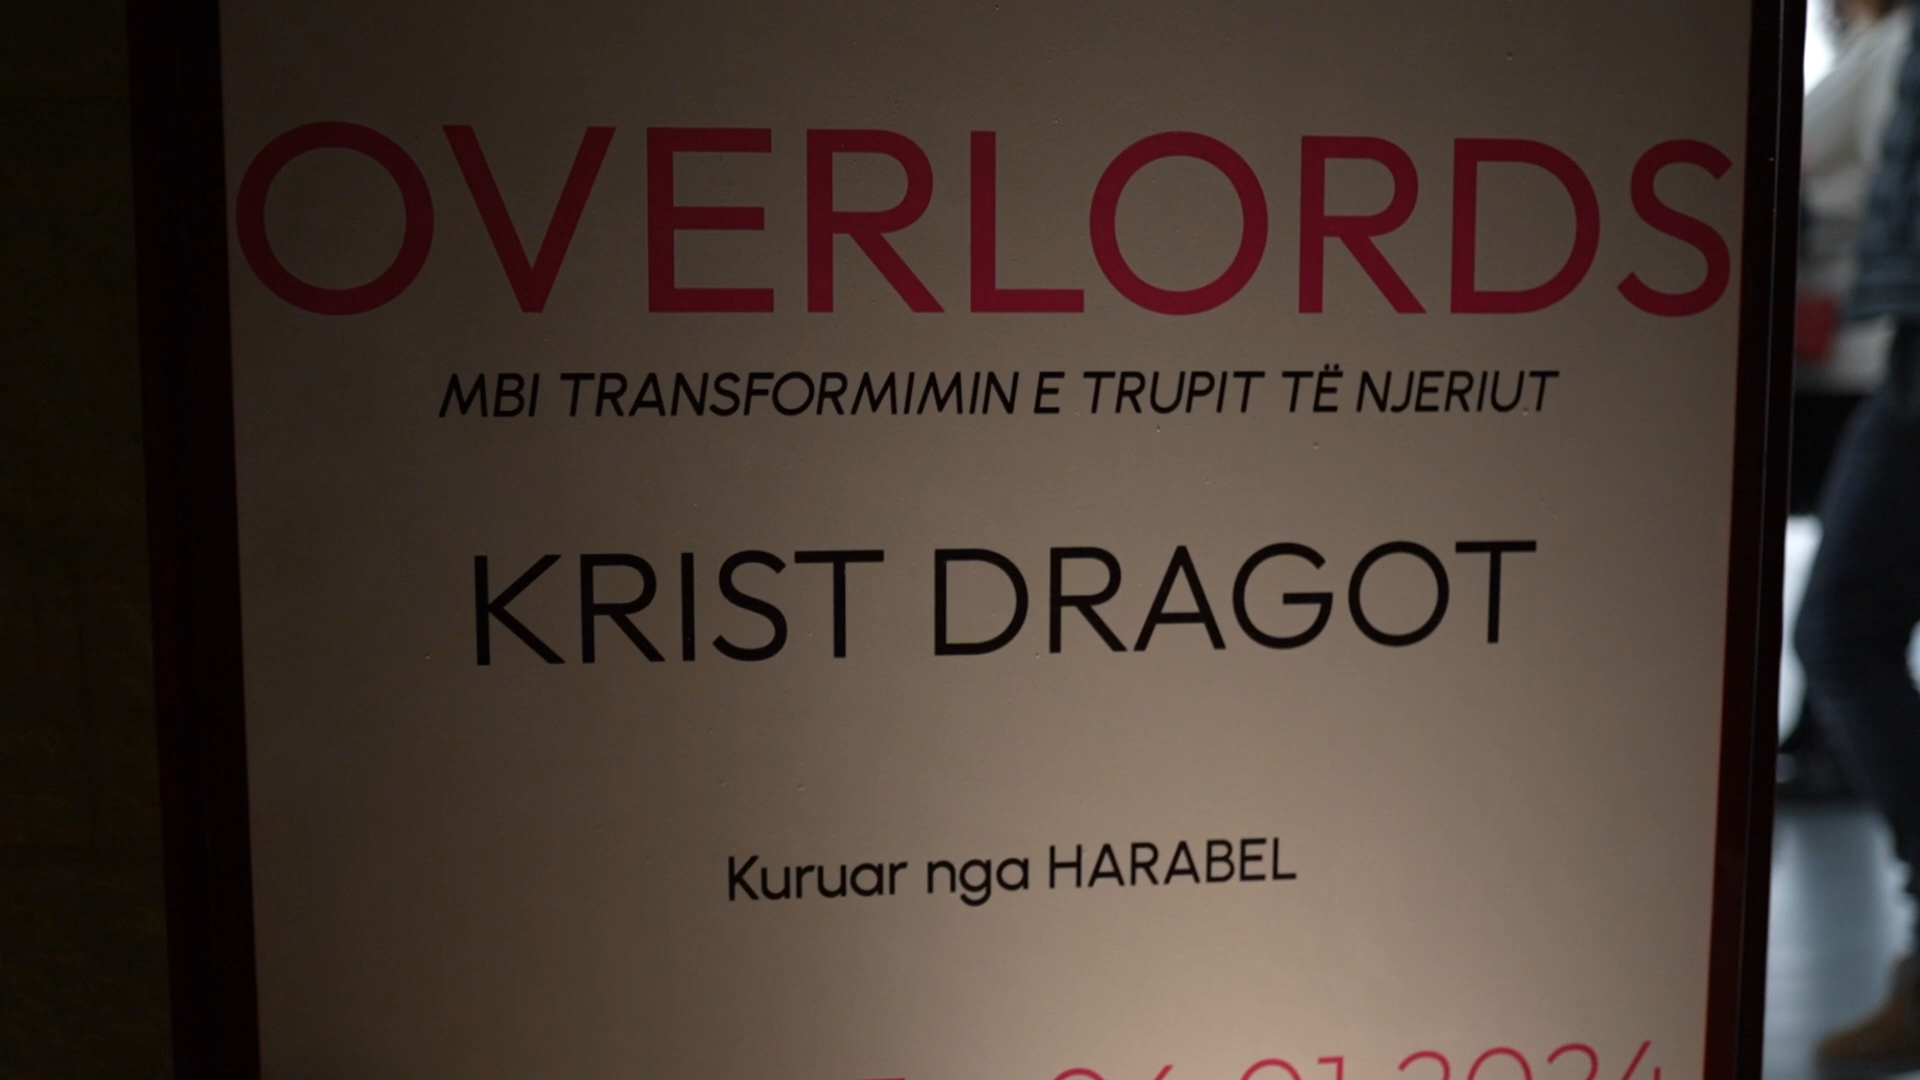 OVERLORDS
MBI TRANSFORMIMIN E TRUPIT TË NJERIUT
KRIST DRAGOT
Kuruar nga HARABEL